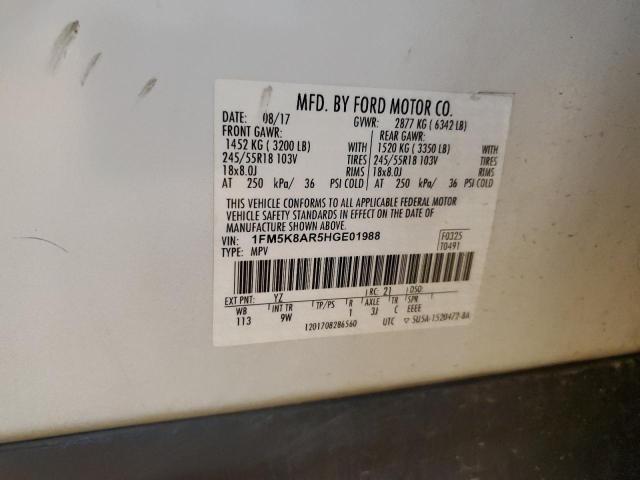 MFD. BY FORD MOTOR CO.
DATE: 08/17 GVWR: 2877 KG ( 6342 LB)
FRONT GAWR: REAR GAWR:
1452 KG ( 3200 LB) WITH 1520 KG ( 3350 LB) WITH
245/55R18 103V TIRES 245/55R18 103V TIRES
18x8.0J RIMS 18x8.0J RIMS
AT 250 kPa/ 36 PSI COLD AT 250 kPa/ 36 PSI COLD
THIS VEHICLE CONFORMS TO ALL APPLICABLE FEDERAL MOTOR
VEHICLE SAFETY STANDARDS IN EFFECT ON THE DATE OF
MANUFACTURE SHOWN ABOVE.
VIN: 1FM5K8AR5HGE01988 F0325
TYPE: MPV T0491
EXT PNT: YZ RC: 21 DSO:
WB INT TR TP/PS R AXLE TR SPR
113 9W 1 3J C EEEE
1201708286560 UTC ▽ 5U5A-1520472-BA